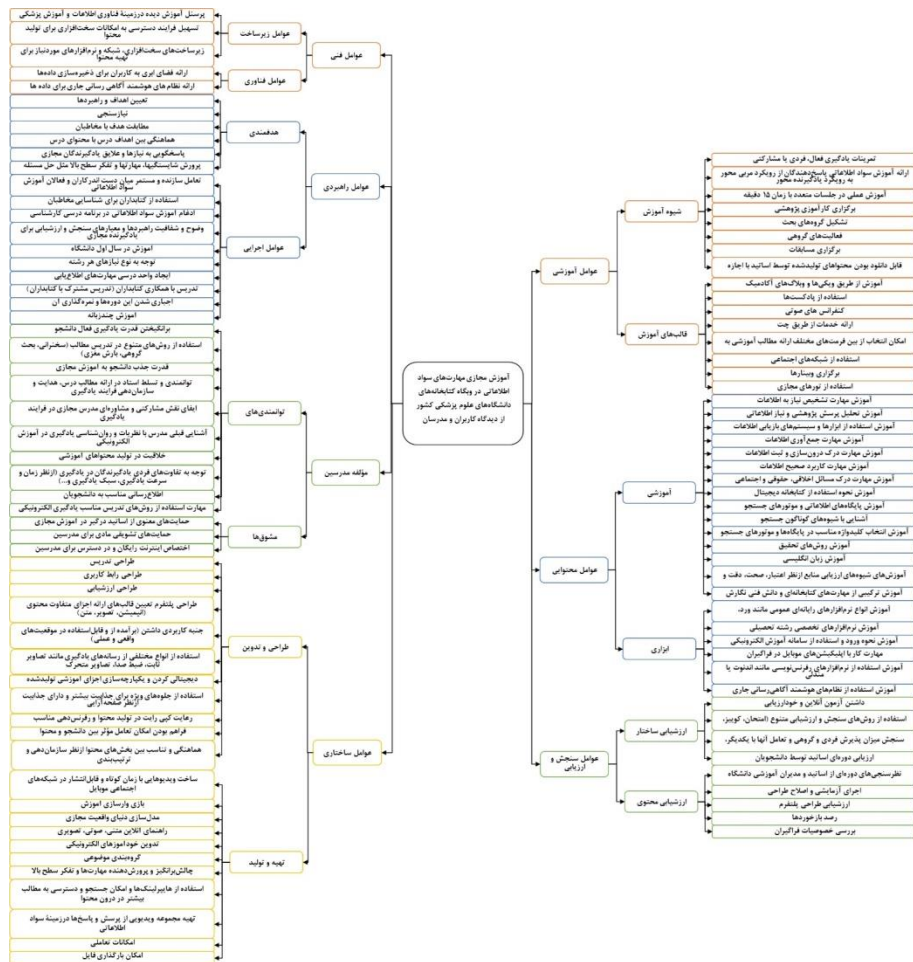 آموزش مجازی مهارت‌های سواد
اطلاعاتی در وبگاه کتابخانه‌های
دانشگاه‌های علوم پزشکی کشور
از دیدگاه کاربران و مدرسان
عوامل آموزشی
شیوه آموزش
تمرینات یادگیری فعال، فردی یا مشارکتی
ارائه آموزش سواد اطلاعاتی پاسخ‌دهندگان از رویکرد مربی محور
به رویکرد یادگیرنده محور
آموزش عملی در جلسات متعدد با زمان ۱۵ دقیقه
برگزاری کارآموزی پژوهشی
تشکیل گروه‌های بحث
فعالیت‌های گروهی
برگزاری مسابقات
قابل دانلود بودن محتواهای تولیدشده توسط اساتید با اجازه
قالب‌های آموزش
آموزش از طریق ویکی‌ها و وبلاگ‌های آکادمیک
استفاده از پادکست‌ها
کنفرانس های صوتی
ارائه خدمات از طریق چت
امکان انتخاب از بین فرمت‌های مختلف ارائه مطالب آموزشی به
استفاده از شبکه‌های اجتماعی
برگزاری وبینارها
استفاده از تورهای مجازی
عوامل محتوایی
آموزشی
آموزش مهارت تشخیص نیاز به اطلاعات
آموزش تحلیل پرسش پژوهشی و نیاز اطلاعاتی
آموزش استفاده از ابزارها و سیستم‌های بازیابی اطلاعات
آموزش مهارت جمع‌آوری اطلاعات
آموزش مهارت درک درون‌سازی و ثبت اطلاعات
آموزش مهارت کاربرد صحیح اطلاعات
آموزش مهارت درک مسائل اخلاقی، حقوقی و اجتماعی
آموزش نحوه استفاده از کتابخانه دیجیتال
آموزش پایگاه‌های اطلاعاتی و موتورهای جستجو
آشنایی با شیوه‌های گوناگون جستجو
آموزش انتخاب کلیدواژه مناسب در پایگاه‌ها و موتورهای جستجو
آموزش روش‌های تحقیق
آموزش زبان انگلیسی
آموزش‌های شیوه‌های ارزیابی منابع ازنظر اعتبار، صحت، دقت و
آموزش ترکیبی از مهارت‌های کتابخانه‌ای و دانش فنی نگارش
ابزاری
آموزش انواع نرم‌افزارهای رایانه‌ای عمومی مانند ورد،
آموزش نرم‌افزارهای تخصصی رشته تحصیلی
آموزش نحوه ورود و استفاده از سامانه آموزش الکترونیکی
مهارت کار با اپلیکیشن‌های موبایل در فراگیران
آموزش استفاده از نرم‌افزارهای رفرنس‌نویسی مانند اندنوت یا
مندلی
آموزش استفاده از نظام‌های هوشمند آگاهی‌رسانی جاری
عوامل سنجش و
ارزیابی
ارزشیابی ساختار
داشتن آزمون آنلاین و خودارزیابی
استفاده از روش‌های سنجش و ارزشیابی متنوع (امتحان، کوییز،
سنجش میزان پذیرش فردی و گروهی و تعامل آنها با یکدیگر،
ارزیابی دوره‌ای اساتید توسط دانشجویان
ارزشیابی محتوی
نظرسنجی‌های دوره‌ای از اساتید و مدیران آموزشی دانشگاه
اجرای آزمایشی و اصلاح طراحی
ارزشیابی طراحی پلتفرم
رصد بازخوردها
بررسی خصوصیات فراگیران
عوامل فنی
عوامل زیرساخت
پرسنل آموزش دیده درزمینهٔ فناوری اطلاعات و آموزش پزشکی
تسهیل فرایند دسترسی به امکانات سخت‌افزاری برای تولید
محتوا
زیرساخت‌های سخت‌افزاری، شبکه و نرم‌افزارهای موردنیاز برای
تهیه محتوا
عوامل فناوری
ارائه فضای ابری به کاربران برای ذخیره‌سازی داده‌ها
ارائه نظام های هوشمند آگاهی رسانی جاری برای داده ها
عوامل راهبردی
هدفمندی
تعیین اهداف و راهبردها
نیازسنجی
مطابقت هدف با مخاطبان
هماهنگی بین اهداف درس با محتوای درس
پاسخگویی به نیازها و علایق یادگیرندگان مجازی
پرورش شایستگیها، مهارتها و تفکر سطح بالا مثل حل مسئله
عوامل اجرایی
تعامل سازنده و مستمر میان دست اندرکاران و فعالان آموزش
سواد اطلاعاتی
استفاده از کتابداران برای شناسایی مخاطبان
ادغام آموزش سواد اطلاعاتی در برنامه درسی کارشناسی
وضوح و شفافیت راهبردها و معیارهای سنجش و ارزشیابی برای
یادگیرنده مجازی
آموزش در سال اول دانشگاه
توجه به نوع نیازهای هر رشته
ایجاد واحد درسی مهارت‌های اطلاع‌یابی
تدریس با همکاری کتابداران (تدریس مشترک با کتابداران)
اجباری شدن این دوره‌ها و نمره‌گذاری آن
آموزش چندزبانه
مؤلفه مدرسین
توانمندی‌های
برانگیختن قدرت یادگیری فعال دانشجو
استفاده از روش‌های متنوع در تدریس مطالب (سخنرانی، بحث
گروهی، بارش مغزی)
قدرت جذب دانشجو به آموزش مجازی
توانمندی و تسلط استاد در ارائه مطالب درس، هدایت و
سازمان‌دهی فرایند یادگیری
ایفای نقش مشارکتی و مشاوره‌ای مدرس مجازی در فرایند
یادگیری
آشنایی قبلی مدرس با نظریات و روان‌شناسی یادگیری در آموزش
الکترونیکی
خلاقیت در تولید محتواهای آموزشی
توجه به تفاوت‌های فردی یادگیرندگان در یادگیری (ازنظر زمان و
سرعت یادگیری، سبک یادگیری و...)
اطلاع‌رسانی مناسب به دانشجویان
مهارت استفاده از روش‌های تدریس مناسب یادگیری الکترونیکی
مشوق‌ها
حمایت‌های معنوی از اساتید درگیر در آموزش مجازی
حمایت‌های تشویقی مادی برای مدرسین
اختصاص اینترنت رایگان و در دسترس برای مدرسین
عوامل ساختاری
طراحی و تدوین
طراحی تدریس
طراحی رابط کاربری
طراحی ارزشیابی
طراحی پلتفرم تعیین قالب‌های ارائه اجزای متفاوت محتوی
(انیمیشن، تصویر، متن)
جنبه کاربردی داشتن (برآمده از و قابل‌استفاده در موقعیت‌های
واقعی و عملی)
استفاده از انواع مختلفی از رسانه‌های یادگیری مانند تصاویر
ثابت، ضبط صدا، تصاویر متحرک
دیجیتالی کردن و یکپارچه‌سازی اجزای آموزشی تولیدشده
استفاده از جلوه‌های ویژه برای جذابیت بیشتر و دارای جذابیت
ازنظر صفحه‌آرایی
رعایت کپی رایت در تولید محتوا و رفرنس‌دهی مناسب
فراهم بودن امکان تعامل مؤثر بین دانشجو و محتوا
هماهنگی و تناسب بین بخش‌های محتوا ازنظر سازمان‌دهی و
ترتیب‌بندی
تهیه و تولید
ساخت ویدیوهایی با زمان کوتاه و قابل‌انتشار در شبکه‌های
اجتماعی موبایل
بازی وارسازی آموزش
مدل‌سازی دنیای واقعیت مجازی
راهنمای آنلاین متنی، صوتی، تصویری
تدوین خودآموزهای الکترونیکی
گروه‌بندی موضوعی
چالش‌برانگیز و پرورش‌دهنده مهارت‌ها و تفکر سطح بالا
استفاده از هایپرلینک‌ها و امکان جستجو و دسترسی به مطالب
بیشتر در درون محتوا
تهیه مجموعه ویدیویی از پرسش و پاسخ‌ها درزمینهٔ سواد
اطلاعاتی
امکانات تعاملی
امکان بارگذاری فایل